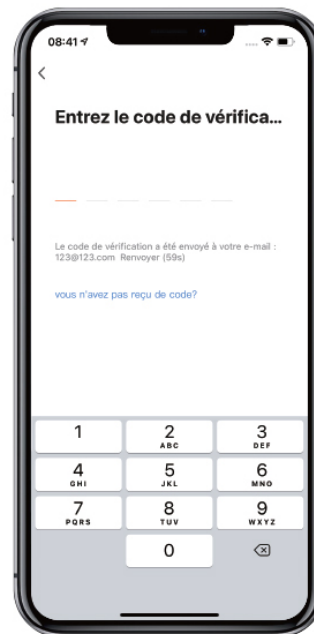 08:41
Entrez le code de vérifica...
Le code de vérification a été envoyé à votre e-mail :
123@123.com Renvoyer (59s)
vous n'avez pas reçu de code?
1 2 3
ABC DEF
4 5 6
GHI JKL MNO
7 8 9
PQRS TUV WXYZ
0